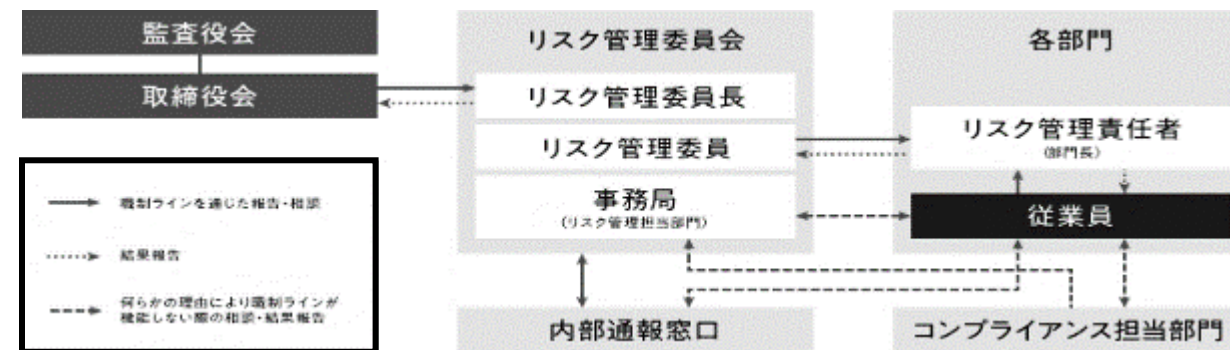 監査役会
取締役会
職制ラインを通じた報告・相談
結果報告
何らかの理由により職制ラインが
機能しない際の相談・結果報告
リスク管理委員会
リスク管理委員長
リスク管理委員
事務局
(リスク管理担当部門)
内部通報窓口
各部門
リスク管理責任者
(部門長)
従業員
コンプライアンス担当部門